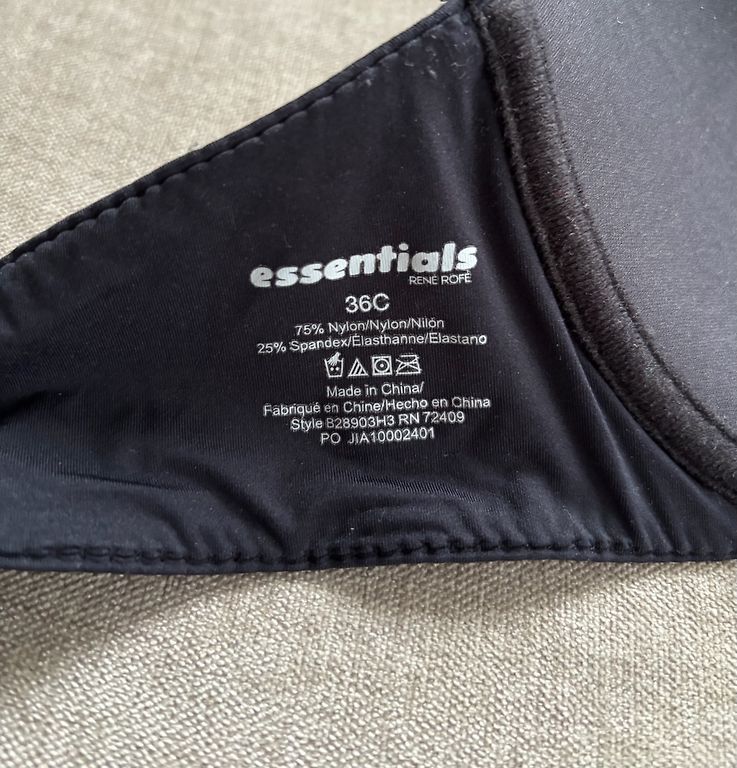 essentials
RENÉ ROFÉ
36C
75% Nylon/Nylon/Nilón
25% Spandex/Élasthanne/Elastano
Made in China/
Fabriqué en Chine/Hecho en China
Style B28903H3 RN 72409
PO JIA10002401